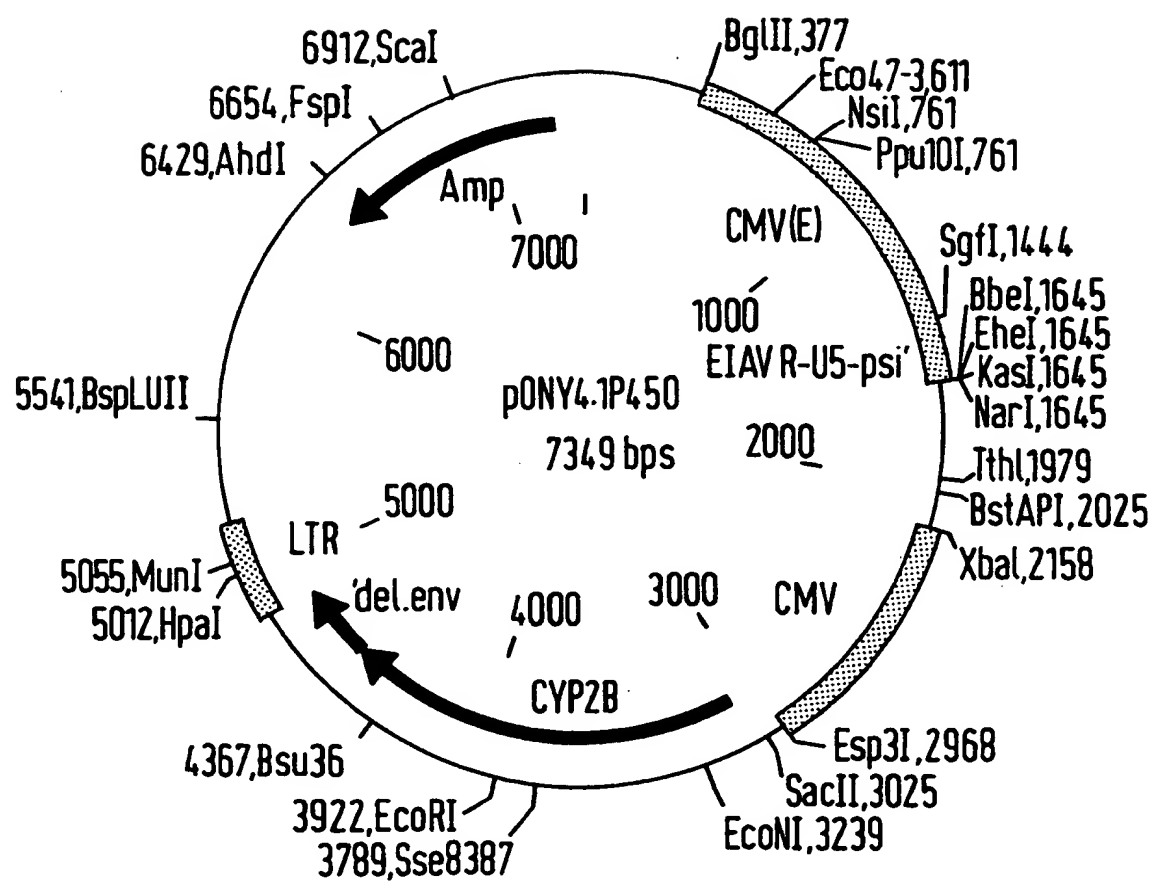 BglII,377
Eco47-3,611
NsiI,761
Ppu10I,761
SgfI,1444
BbeI,1645
EheI,1645
KasI,1645
NarI,1645
TthI,1979
BstAPI,2025
XbaI,2158
Esp3I,2968
SacII,3025
EcoNI,3239
3789,Sse8387
3922,EcoRI
4367,Bsu36
5012,HpaI
5055,MunI
5541,BspLUII
6429,AhdI
6654,FspI
6912,ScaI
Amp
7000
CMV(E)
1000
EIAV R-U5-psi'
6000
pONY4.1P450
7349 bps
2000
5000
LTR
'del.env
4000
3000
CMV
CYP2B